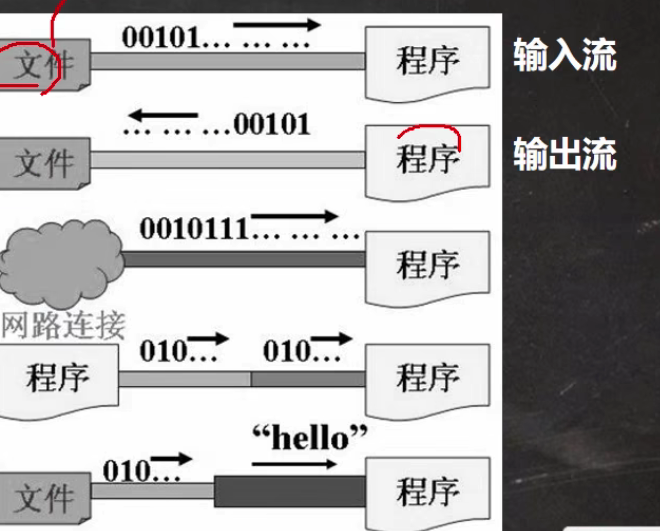 00101... ... ...
文件
程序
输入流
... ... ...00101
文件
程序
输出流
0010111... ... ...
程序
网路连接
010...
010...
程序
程序
“hello”
010...
文件
程序